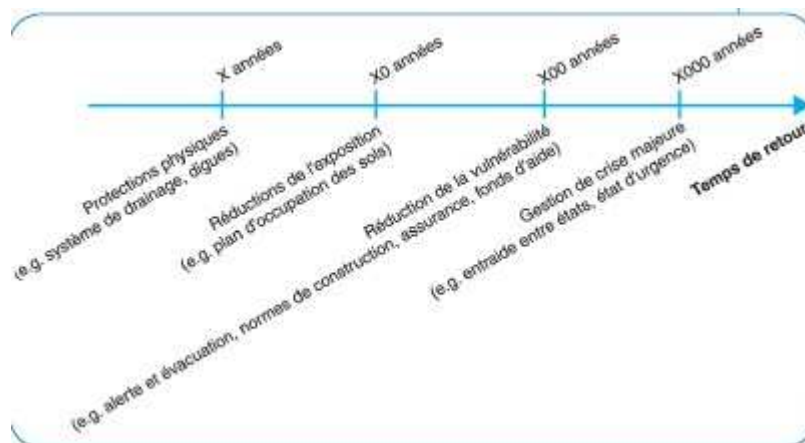 X années
X0 années
X00 années
X000 années
Protections physiques
(e.g. système de drainage, digues)
Réductions de l'exposition
(e.g. plan d'occupation des sols)
Réduction de la vulnérabilité
(e.g. alerte et évacuation, normes de construction, assurance, fonds d'aide)
Gestion de crise majeure
(e.g. entraide entre états, état d'urgence)
Temps de retour